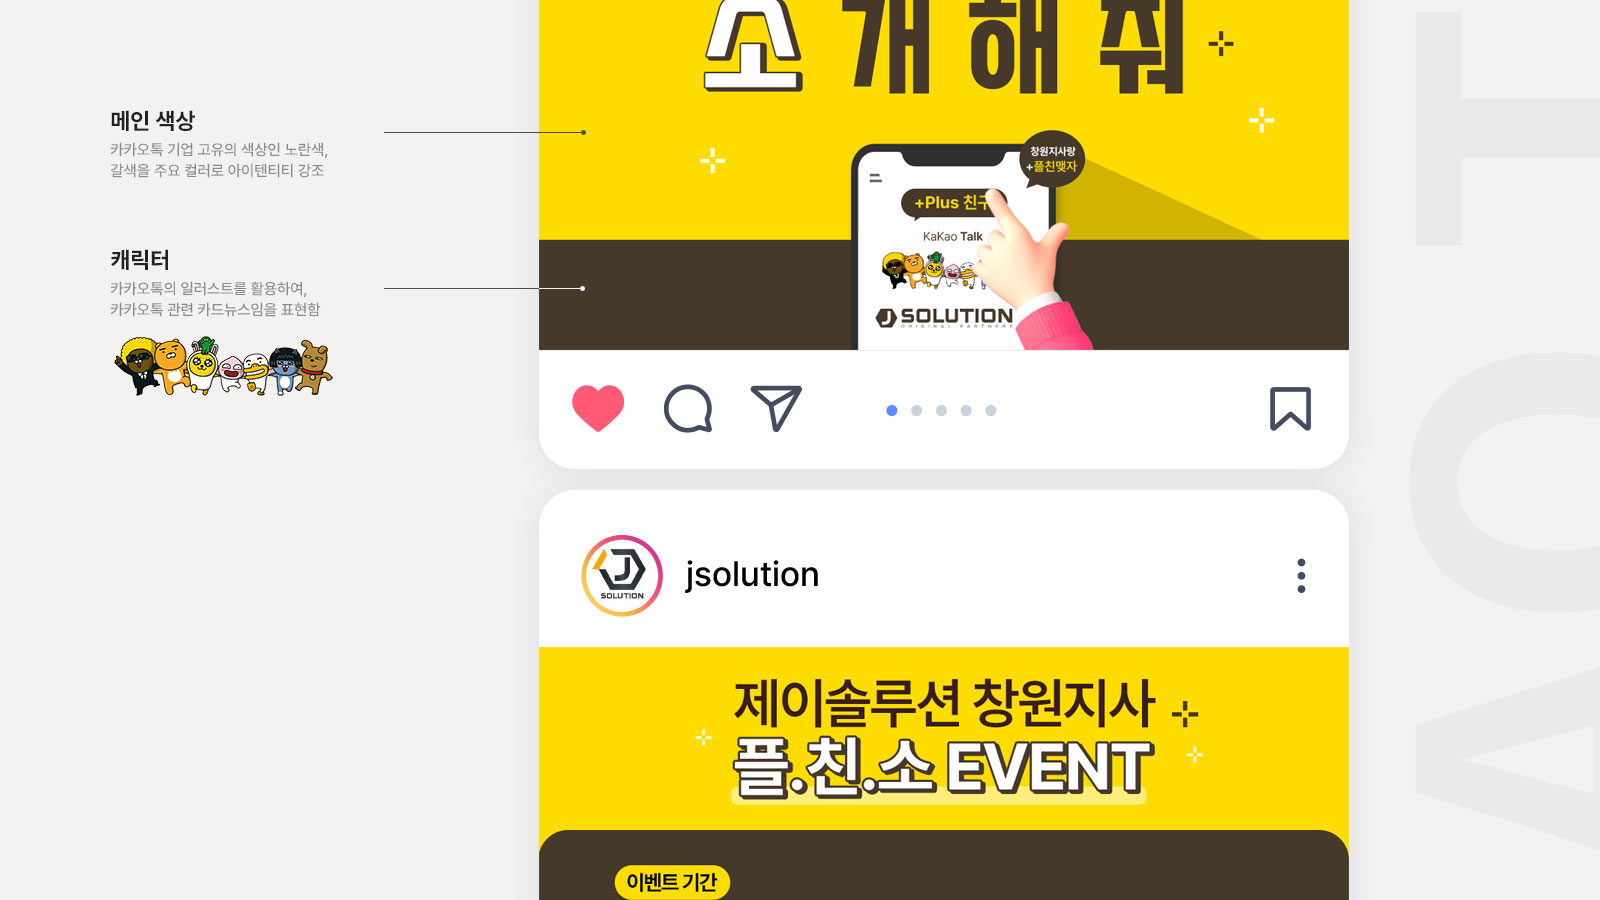 소개해줘
메인 색상
카카오톡 기업 고유의 색상인 노란색,
갈색을 주요 컬러로 아이텐티티 강조
창원지사랑
+플친맺자
+Plus 친구
KaKao Talk
캐릭터
카카오톡의 일러스트를 활용하여,
카카오톡 관련 카드뉴스임을 표현함
J SOLUTION
ORIGINAL PARTNER
J
SOLUTION
jsolution
제이솔루션 창원지사
플.친.소 EVENT
이벤트 기간